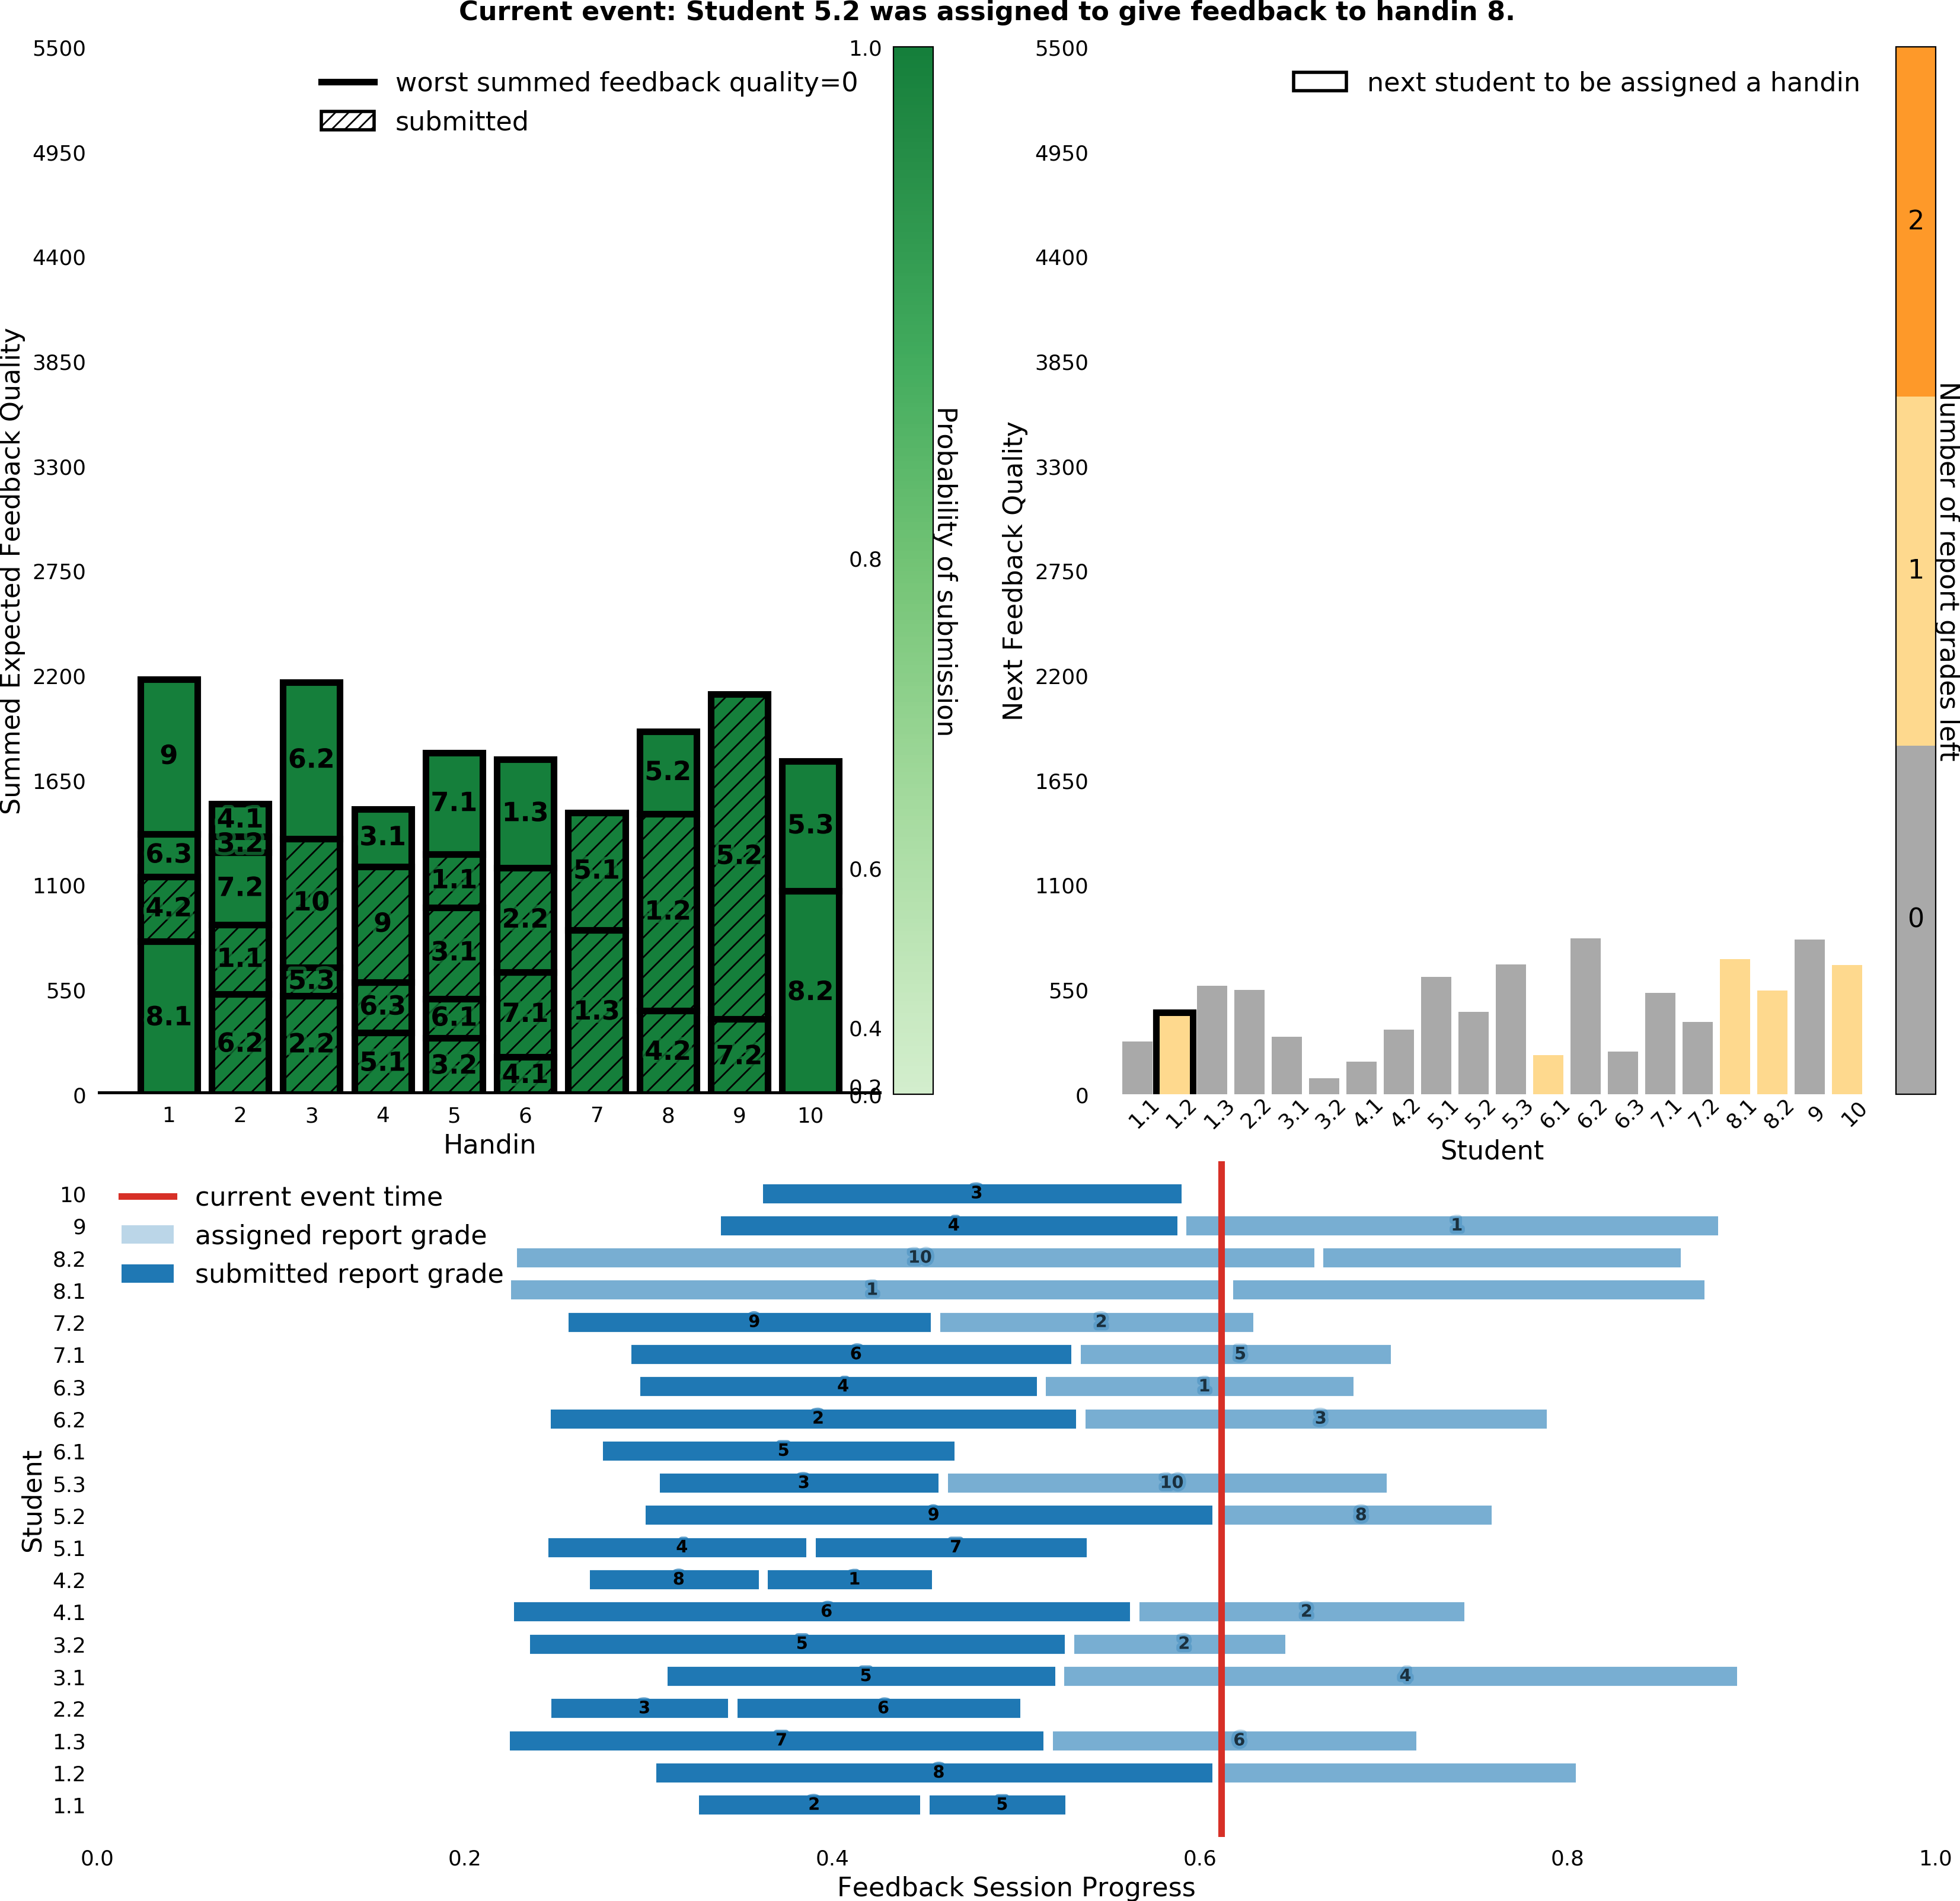 Current event: Student 5.2 was assigned to give feedback to handin 8.
Summed Expected Feedback Quality
5500
4950
4400
3850
3300
2750
2200
1650
1100
550
0
worst summed feedback quality=0
submitted
9
6.3
4.2
8.1
4.1
3.2
7.2
1.1
6.2
6.2
10
5.3
2.2
3.1
9
6.3
5.1
7.1
1.1
3.1
6.1
3.2
1.3
2.2
7.1
4.1
5.1
1.3
5.2
1.2
4.2
5.2
7.2
5.3
8.2
1 2 3 4 5 6 7 8 9 10
Handin
1.0
0.8
0.6
0.4
0.2
0.0
Probability of submission
Next Feedback Quality
5500
4950
4400
3850
3300
2750
2200
1650
1100
550
0
next student to be assigned a handin
1.1 1.2 1.3 2.2 3.1 3.2 4.1 4.2 5.1 5.2 5.3 6.1 6.2 6.3 7.1 7.2 8.1 8.2 9 10
Student
2
1
0
Number of report grades left
current event time
assigned report grade
submitted report grade
Student
10 3
9 4 1
8.2 10
8.1 1
7.2 9 2
7.1 6 5
6.3 4 1
6.2 2 3
6.1 5
5.3 3 10
5.2 9 8
5.1 4 7
4.2 8 1
4.1 6 2
3.2 5 2
3.1 5 4
2.2 3 6
1.3 7 6
1.2 8
1.1 2 5
0.0 0.2 0.4 0.6 0.8 1.0
Feedback Session Progress